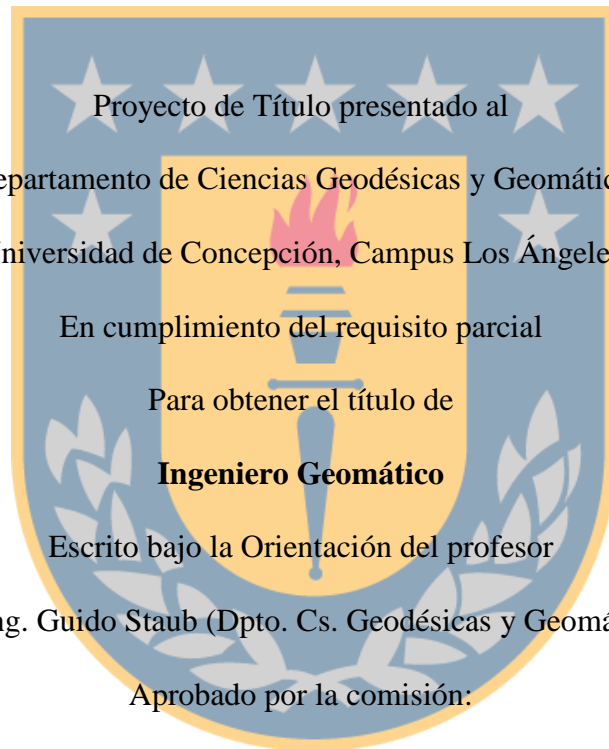 Proyecto de Título presentado al
epartamento de Ciencias Geodésicas y Geomátic
niversidad de Concepción, Campus Los Ángele
En cumplimiento del requisito parcial
Para obtener el título de
Ingeniero Geomático
Escrito bajo la Orientación del profesor
ng. Guido Staub (Dpto. Cs. Geodésicas y Geomá
Aprobado por la comisión: